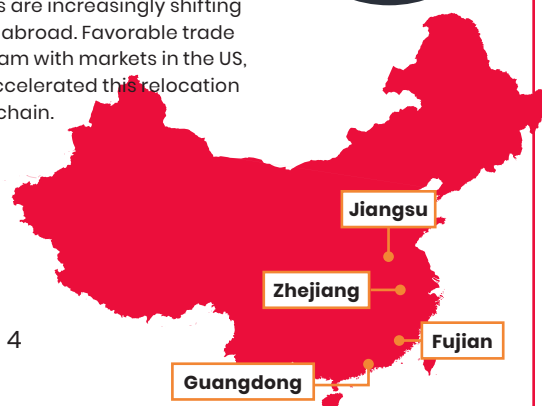 s are increasingly shifting
abroad. Favorable trade
am with markets in the US,
ccelerated this relocation
chain.
Jiangsu
Zhejiang
4
Fujian
Guangdong